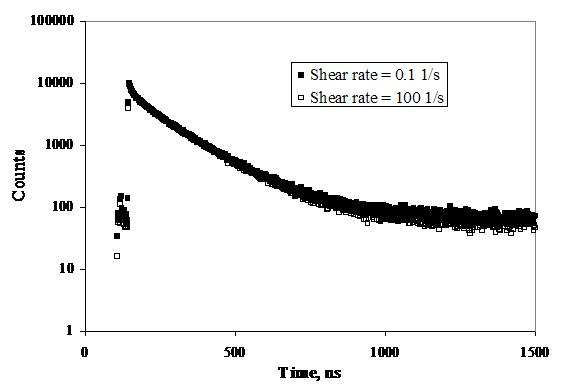 100000
10000
1000
100
10
1
Counts
Shear rate = 0.1 1/s
Shear rate = 100 1/s
0
500
1000
1500
Time, ns